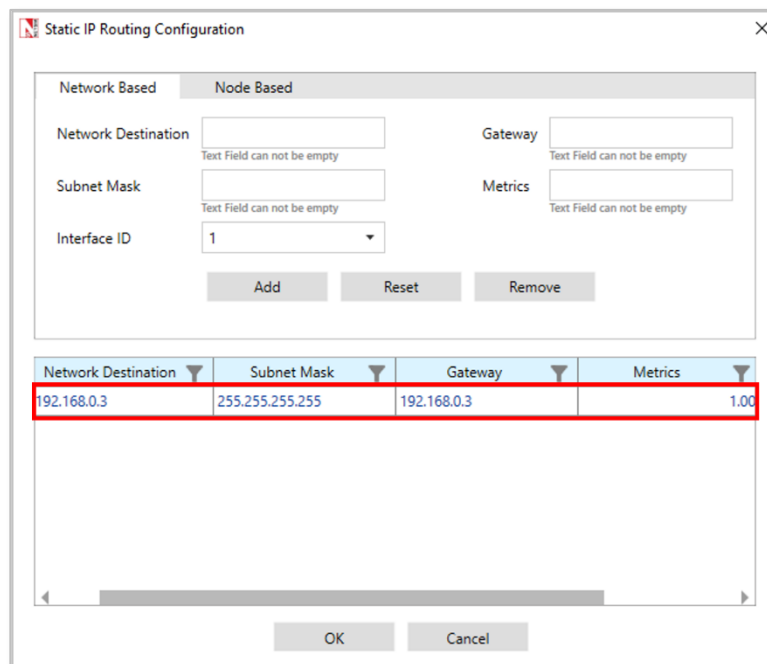 Static IP Routing Configuration
Network Based Node Based
Network Destination Gateway
Text Field can not be empty Text Field can not be empty
Subnet Mask Metrics
Text Field can not be empty Text Field can not be empty
Interface ID 1
Add Reset Remove
Network Destination Subnet Mask Gateway Metrics
192.168.0.3 255.255.255.255 192.168.0.3 1.00
OK Cancel